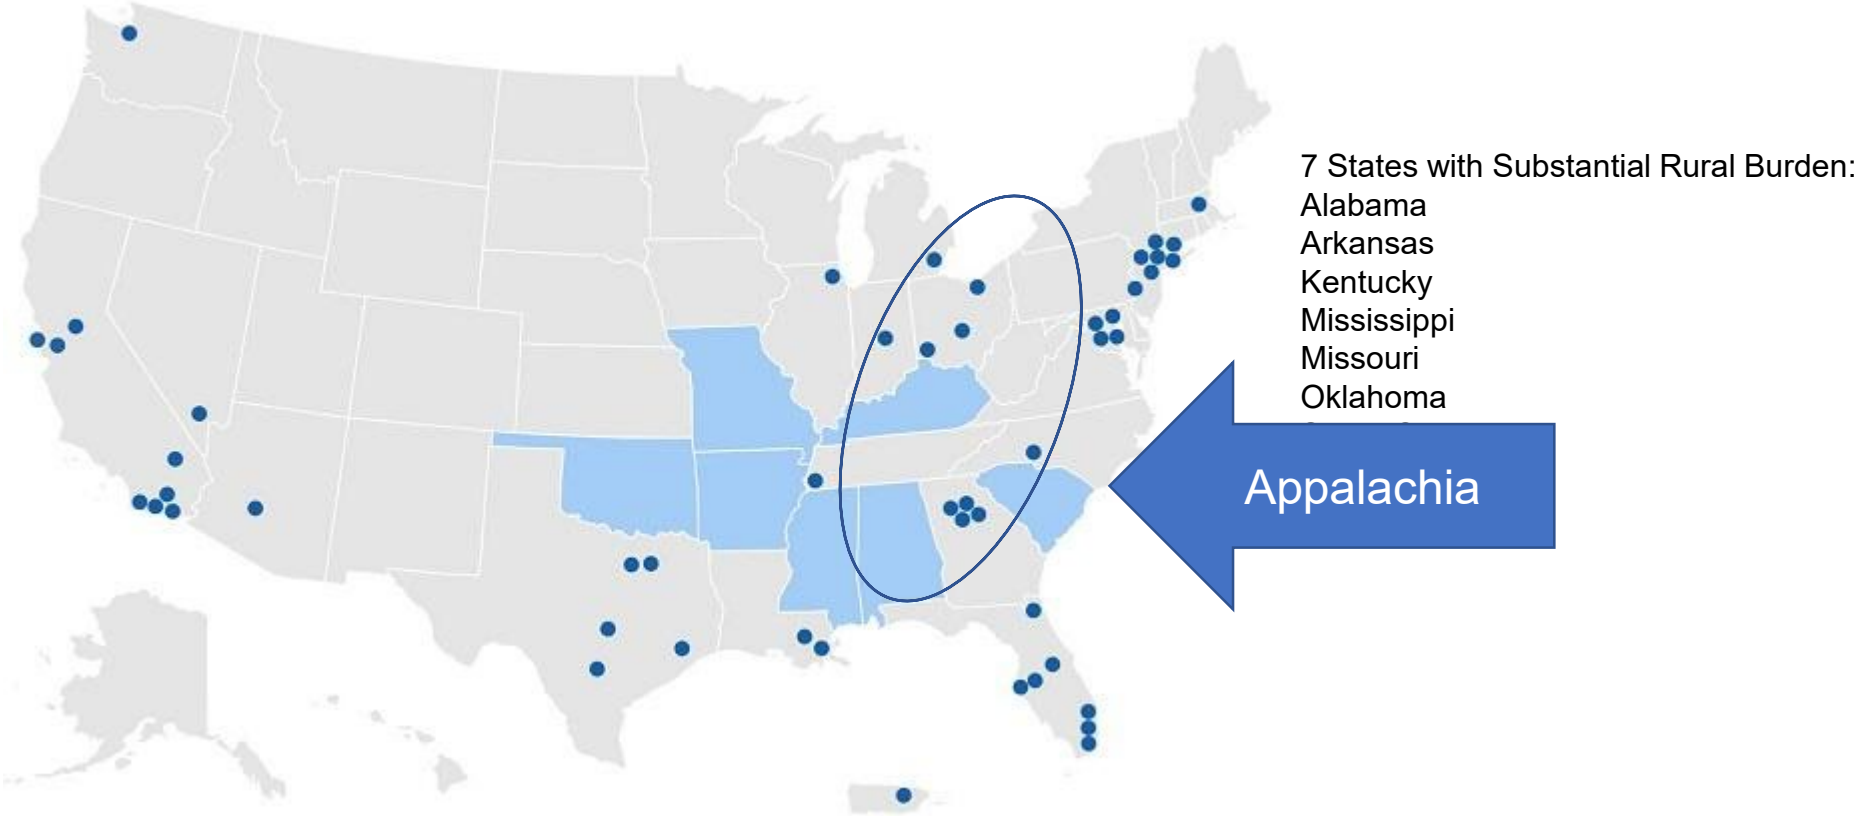 7 States with Substantial Rural Burden:
Alabama
Arkansas
Kentucky
Mississippi
Missouri
Oklahoma
Appalachia